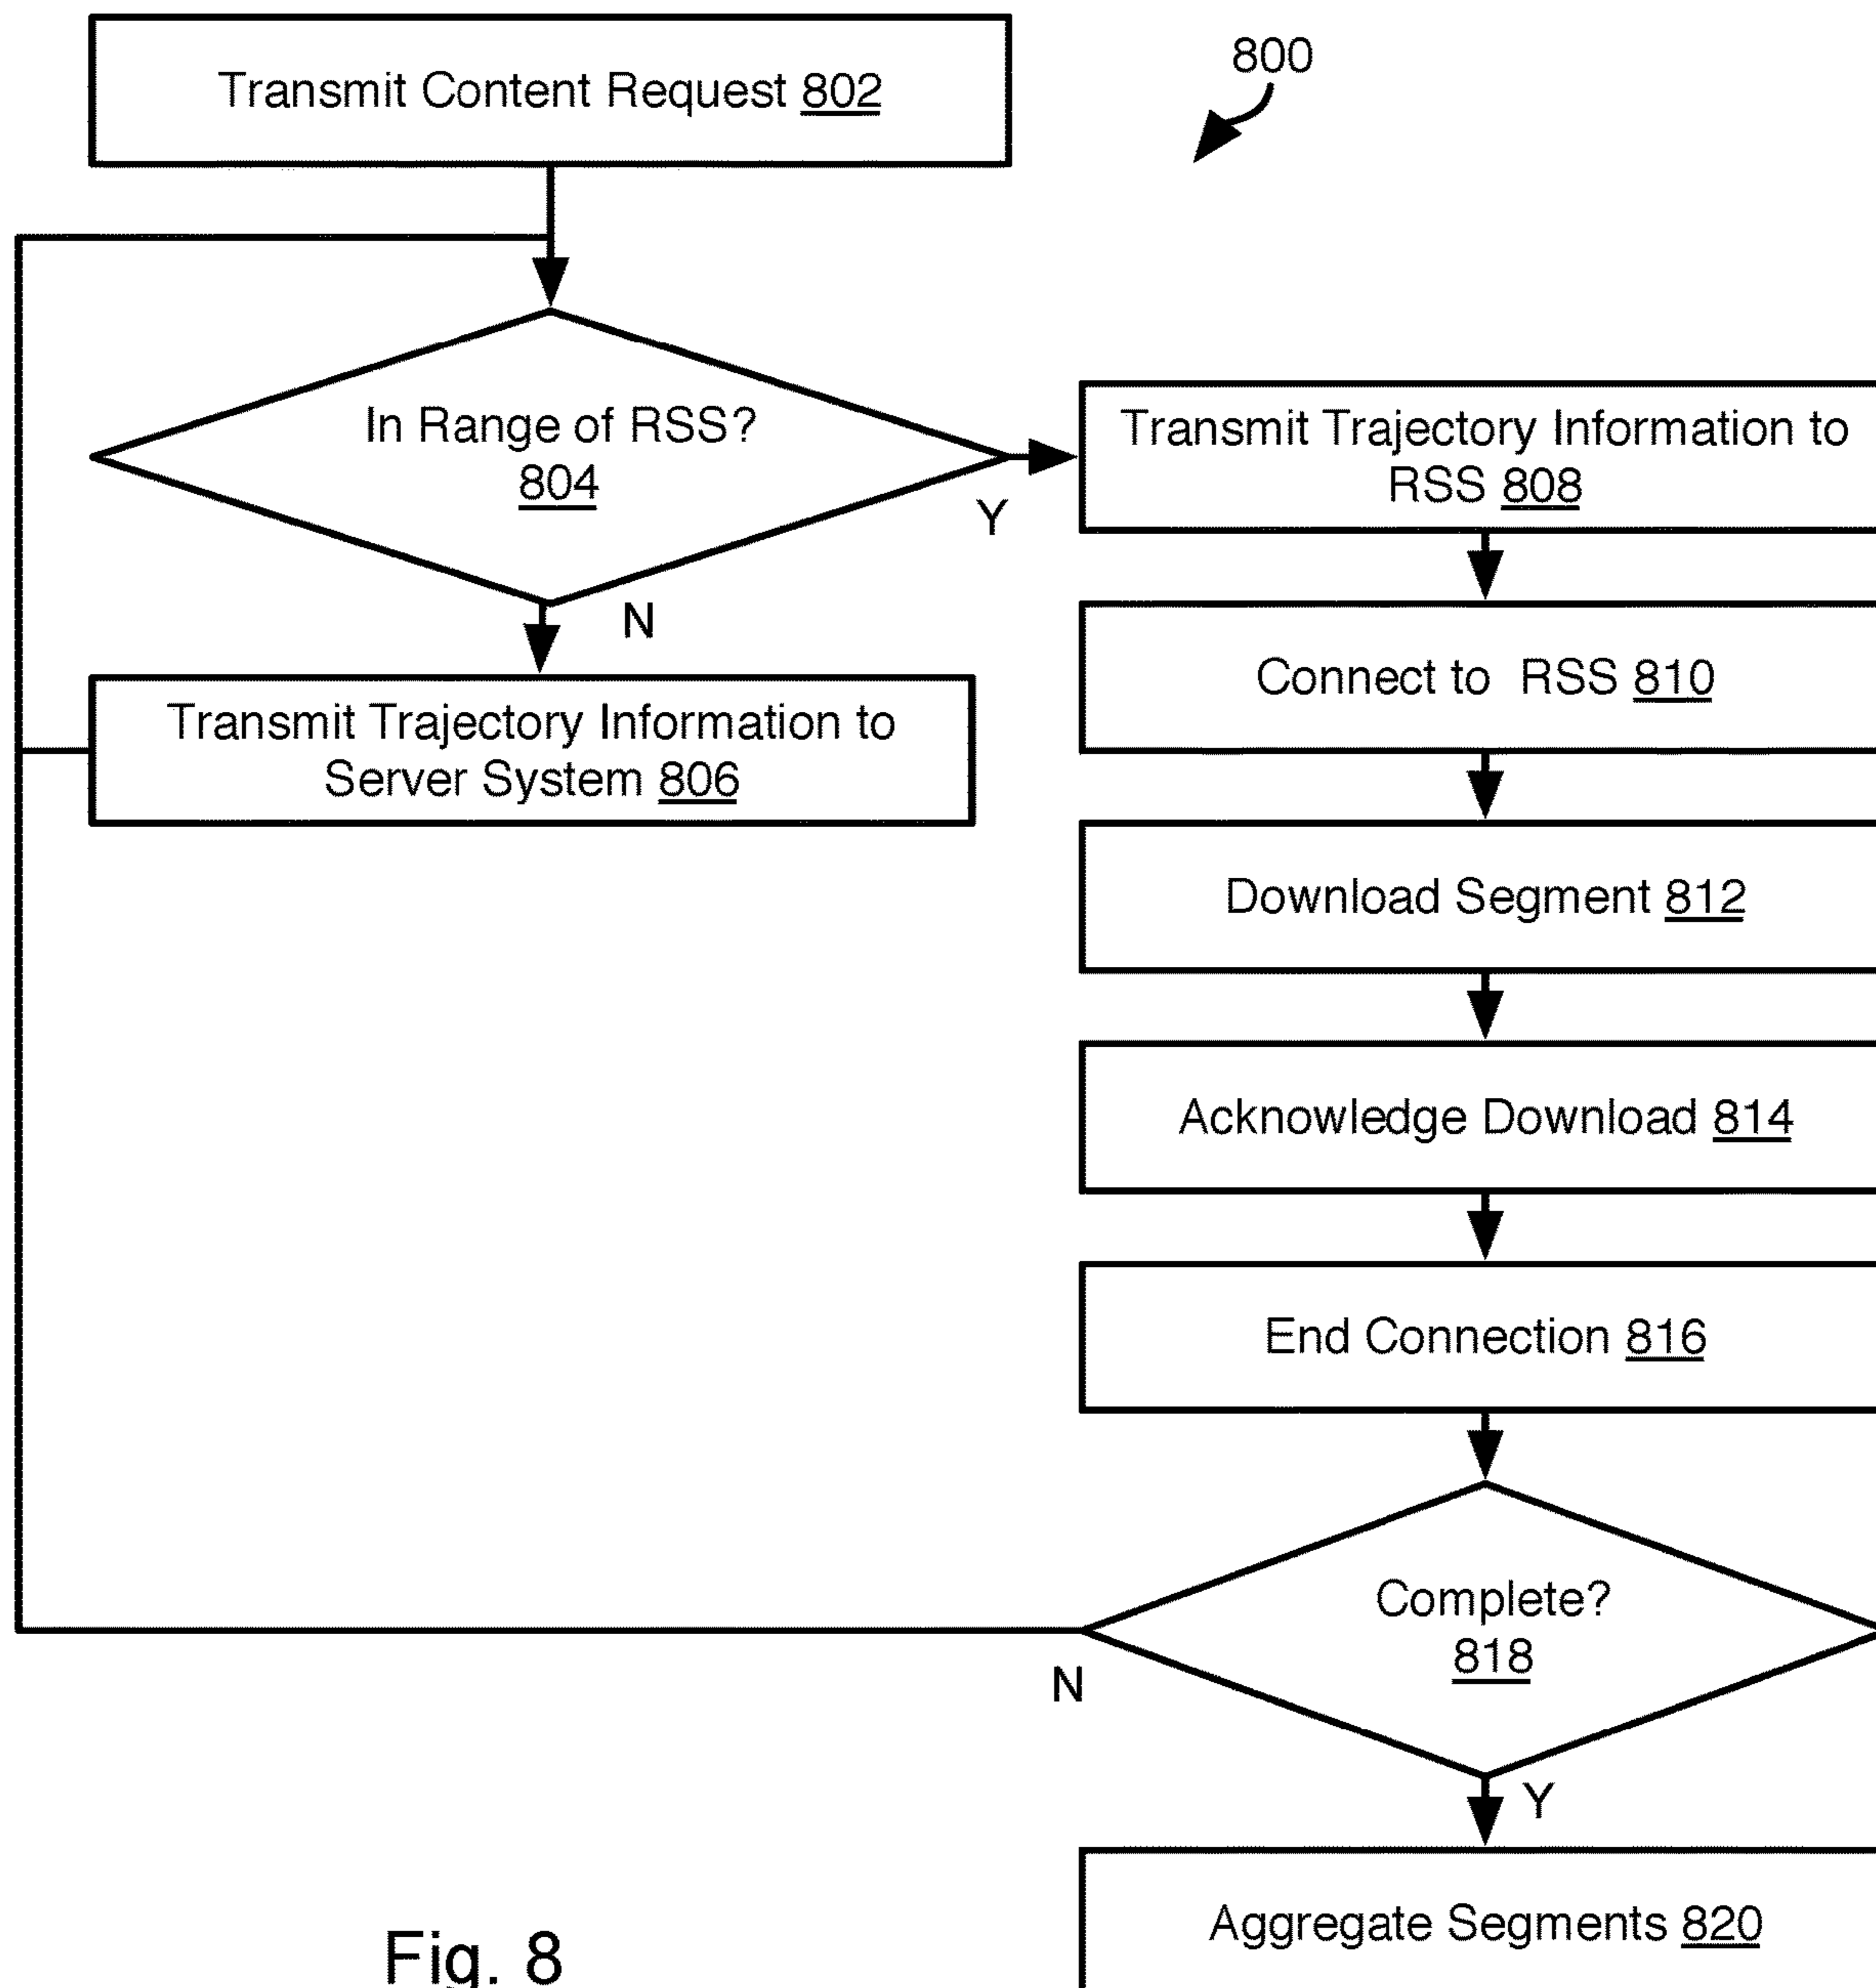 Transmit Content Request 802
800
In Range of RSS?
804
Y
N
Transmit Trajectory Information to
Server System 806
Transmit Trajectory Information to
RSS 808
Connect to RSS 810
Download Segment 812
Acknowledge Download 814
End Connection 816
Complete?
818
N
Y
Aggregate Segments 820
Fig. 8